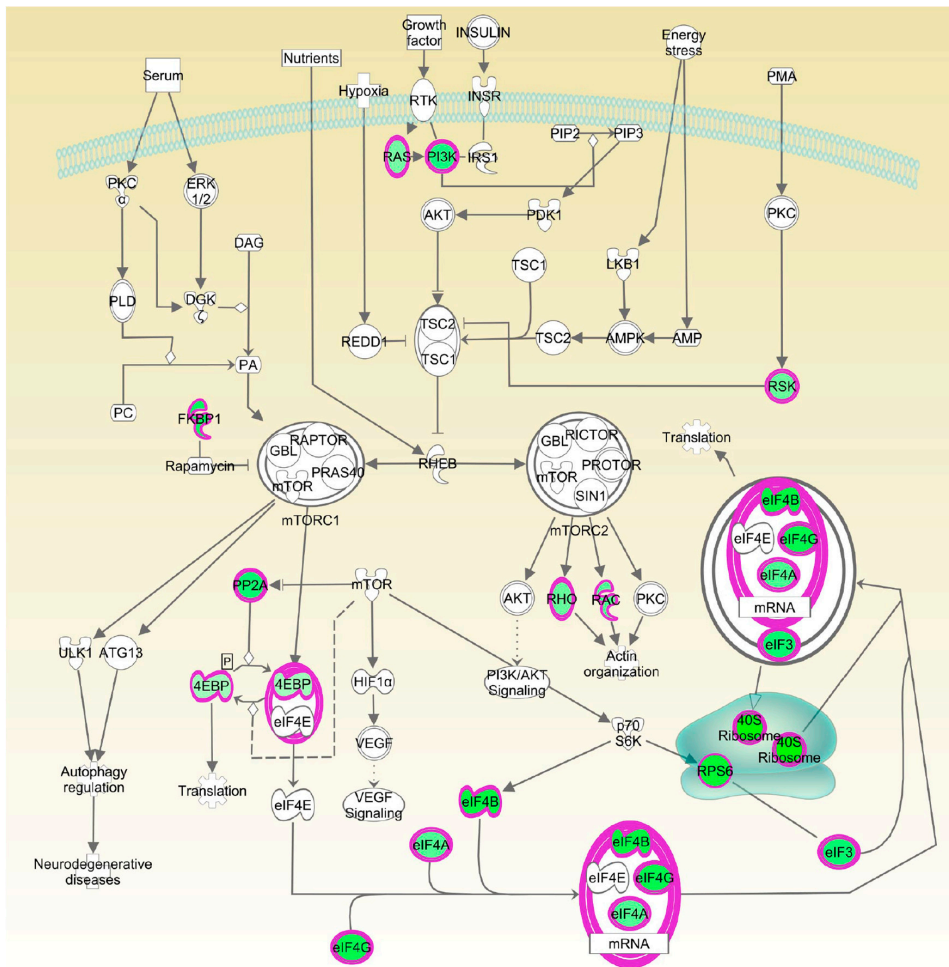 Growth
factor
INSULIN
Energy
stress
Serum
Nutrients
Hypoxia
RTK
INSR
PMA
PIP2
PIP3
RAS
PI3K
IRS1
PKC
α
ERK
1/2
AKT
PDK1
PKC
DAG
TSC1
LKB1
PLD
DGK
ζ
TSC2
TSC1
REDD1
TSC2
AMPK
AMP
PA
RSK
PC
FKBP1
Rapamycin
GBL
RAPTOR
PRAS40
mTOR
mTORC1
RHEB
GBL
RICTOR
PROTOR
mTOR
SIN1
mTORC2
Translation
eIF4B
eIF4E
eIF4G
eIF4A
mRNA
eIF3
PP2A
mTOR
AKT
RHO
RAC
PKC
ULK1
ATG13
P
4EBP
4EBP
eIF4E
HIF1α
PI3K/AKT
Signaling
Actin
organization
p70
S6K
40S
Ribosome
40S
Ribosome
RPS6
VEGF
Autophagy
regulation
Translation
eIF4E
VEGF
Signaling
eIF4B
eIF4A
eIF3
Neurodegenerative
diseases
eIF4B
eIF4E
eIF4G
eIF4A
mRNA
eIF4G